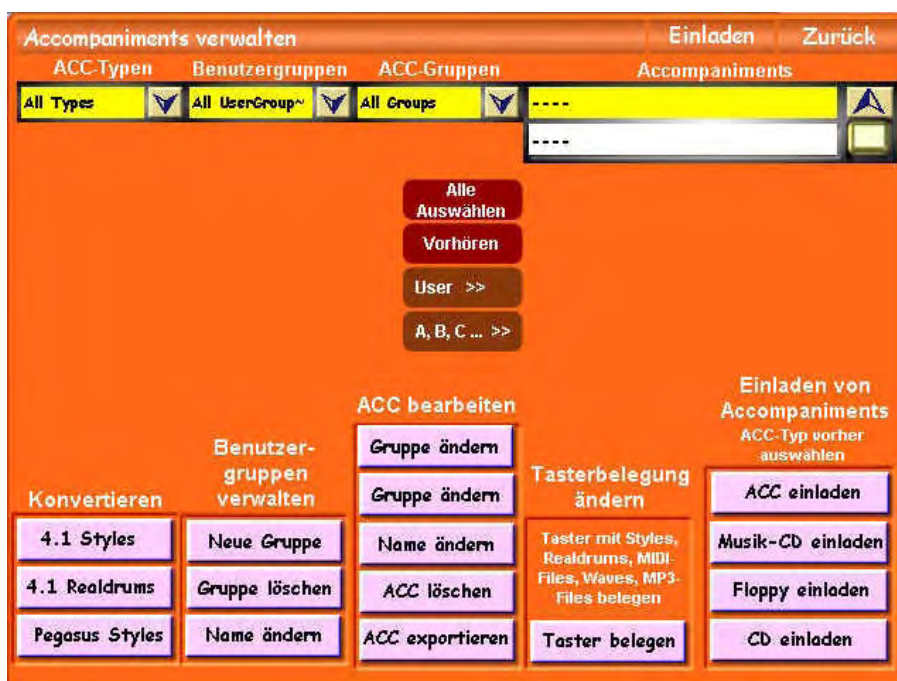 Accompaniments verwalten Einladen Zurück
ACC-Typen Benutzergruppen ACC-Gruppen Accompaniments
All Types All UserGroup~ All Groups ----
----
Alle
Auswählen
Vorhören
User >>
A, B, C ... >>
Konvertieren
4.1 Styles
4.1 Realdrums
Pegasus Styles
Benutzer-
gruppen
verwalten
Neue Gruppe
Gruppe löschen
Name ändern
ACC bearbeiten
Gruppe ändern
Gruppe ändern
Name ändern
ACC löschen
ACC exportieren
Tasterbelegung
ändern
Taster mit Styles,
Realdrums, MIDI-
Files, Waves, MP3-
Files belegen
Taster belegen
Einladen von
Accompaniments
ACC-Typ vorher
auswählen
ACC einladen
Musik-CD einladen
Floppy einladen
CD einladen